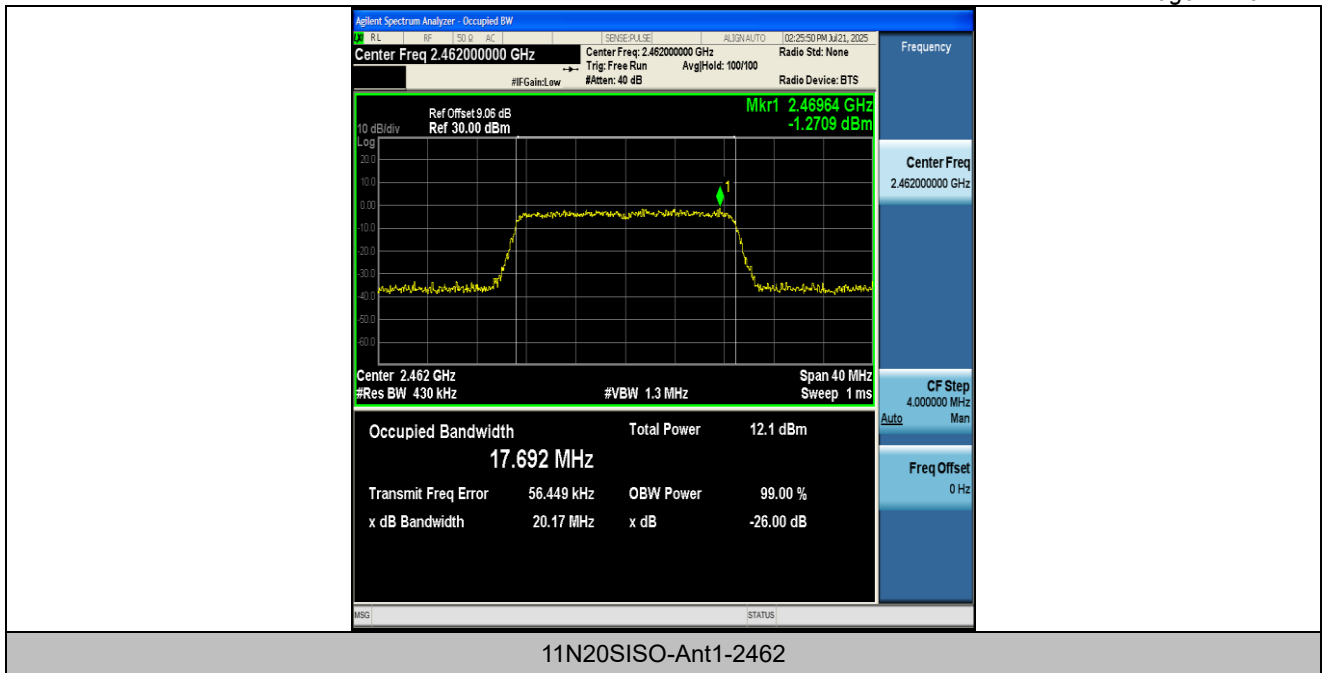 Agilent Spectrum Analyzer - Occupied BW
RL RF 50 Ω AC SENSE:PULSE ALIGN AUTO 02:25:50 PM Jul 21, 2025
Center Freq 2.462000000 GHz
Center Freq: 2.462000000 GHz
Radio Std: None
Trig: Free Run Avg|Hold: 100/100
#IFGain:Low #Atten: 40 dB Radio Device: BTS
Frequency
Mkr1 2.46964 GHz
-1.2709 dBm
Ref Offset 9.06 dB
10 dB/div Ref 30.00 dBm
Log
20.0
10.0
0.00
-10.0
-20.0
-30.0
-40.0
-50.0
-60.0
1
Center 2.462 GHz Span 40 MHz
#Res BW 430 kHz #VBW 1.3 MHz Sweep 1 ms
Center Freq
2.462000000 GHz
CF Step
4.000000 MHz
Auto Man
Freq Offset
0 Hz
Occupied Bandwidth Total Power 12.1 dBm
17.692 MHz
Transmit Freq Error 56.449 kHz OBW Power 99.00 %
x dB Bandwidth 20.17 MHz x dB -26.00 dB
MSG STATUS
11N20SISO-Ant1-2462